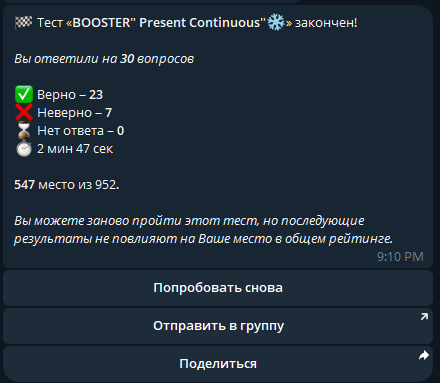 🏁 Тест «BOOSTER" Present Continuous"❄️» закончен!
Вы ответили на 30 вопросов
✅ Верно – 23
❌ Неверно – 7
⌛ Нет ответа – 0
⏱ 2 мин 47 сек
547 место из 952.
Вы можете заново пройти этот тест, но последующие
результаты не повлияют на Ваше место в общем рейтинге.
9:10 PM
Попробовать снова
Отправить в группу
Поделиться